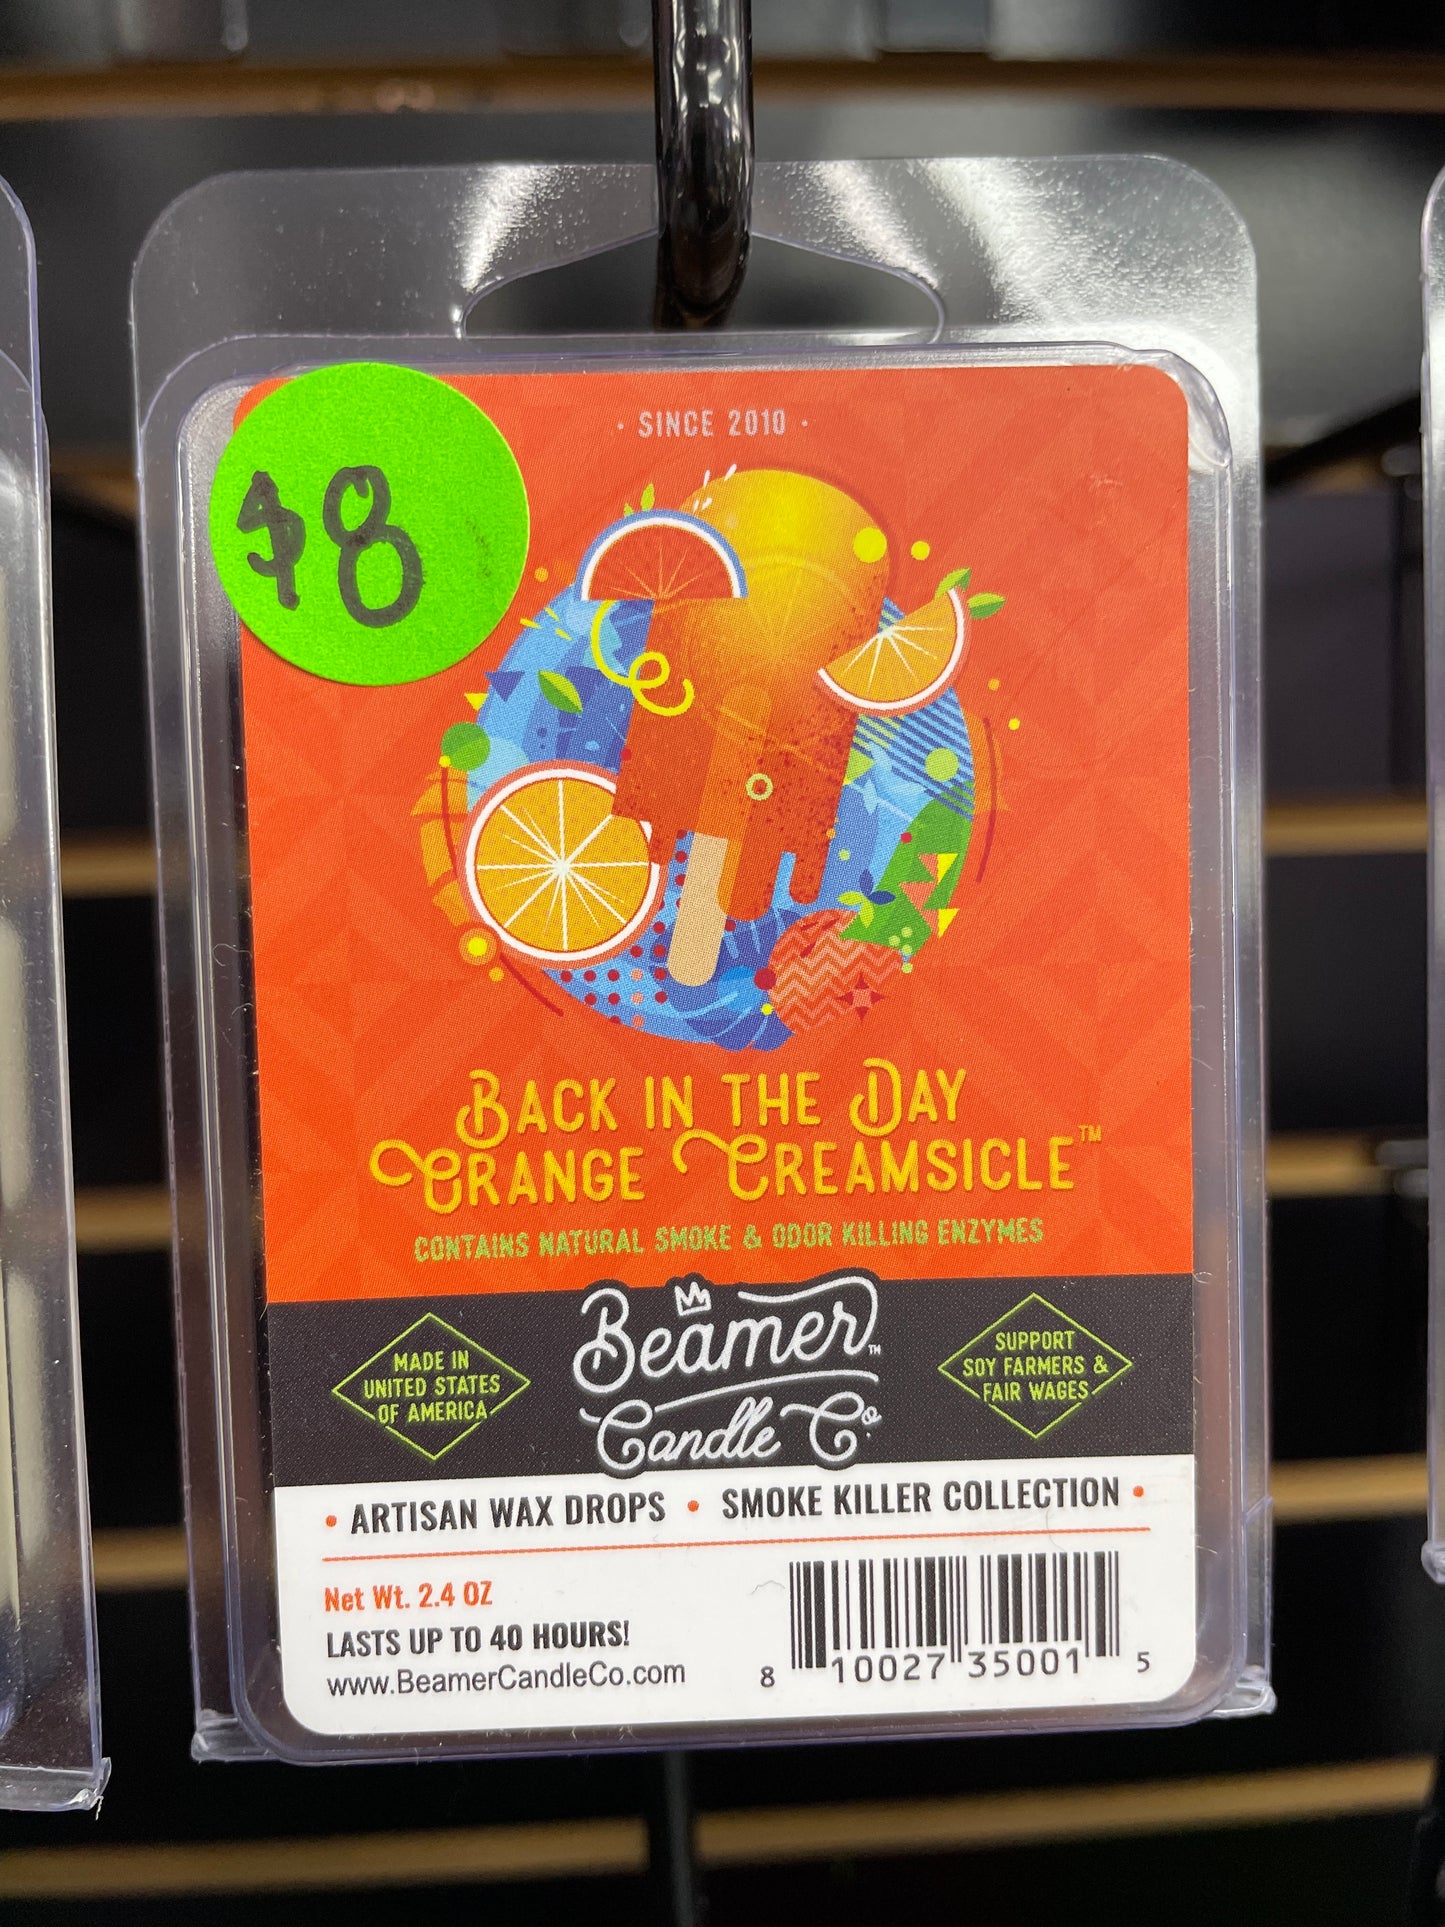 · SINCE 2010 ·
$8
BACK IN THE DAY
ORANGE CREAMSICLE™
CONTAINS NATURAL SMOKE & ODOR KILLING ENZYMES
MADE IN
UNITED STATES
OF AMERICA
Beamer™
Candle Co.
SUPPORT
SOY FARMERS &
FAIR WAGES
• ARTISAN WAX DROPS • SMOKE KILLER COLLECTION •
Net Wt. 2.4 OZ
LASTS UP TO 40 HOURS!
www.BeamerCandleCo.com
8 10027 35001 5